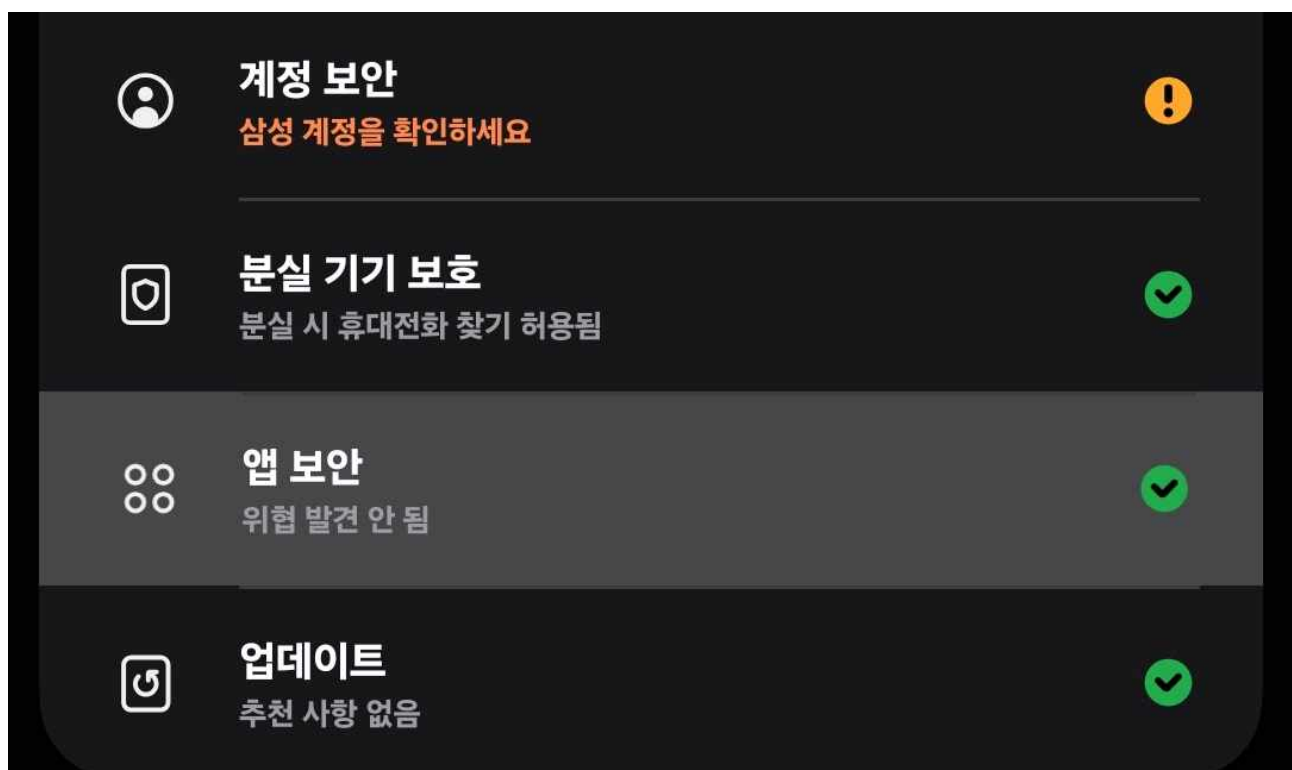 계정 보안
삼성 계정을 확인하세요
분실 기기 보호
분실 시 휴대전화 찾기 허용됨
앱 보안
위협 발견 안 됨
업데이트
추천 사항 없음